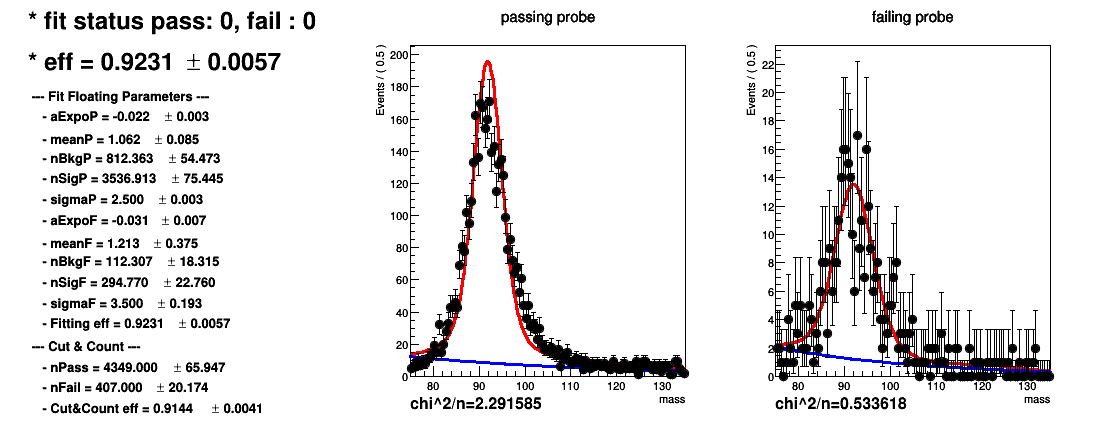 * fit status pass: 0, fail : 0
* eff = 0.9231 ± 0.0057
--- Fit Floating Parameters ---
- aExpoP = -0.022 ± 0.003
- meanP = 1.062 ± 0.085
- nBkgP = 812.363 ± 54.473
- nSigP = 3536.913 ± 75.445
- sigmaP = 2.500 ± 0.003
- aExpoF = -0.031 ± 0.007
- meanF = 1.213 ± 0.375
- nBkgF = 112.307 ± 18.315
- nSigF = 294.770 ± 22.760
- sigmaF = 3.500 ± 0.193
- Fitting eff = 0.9231 ± 0.0057
--- Cut & Count ---
- nPass = 4349.000 ± 65.947
- nFail = 407.000 ± 20.174
- Cut&Count eff = 0.9144 ± 0.0041
passing probe
Events / ( 0.5 )
200
180
160
140
120
100
80
60
40
20
0
80 90 100 110 120 130
mass
chi^2/n=2.291585
failing probe
Events / ( 0.5 )
22
20
18
16
14
12
10
8
6
4
2
0
80 90 100 110 120 130
mass
chi^2/n=0.533618